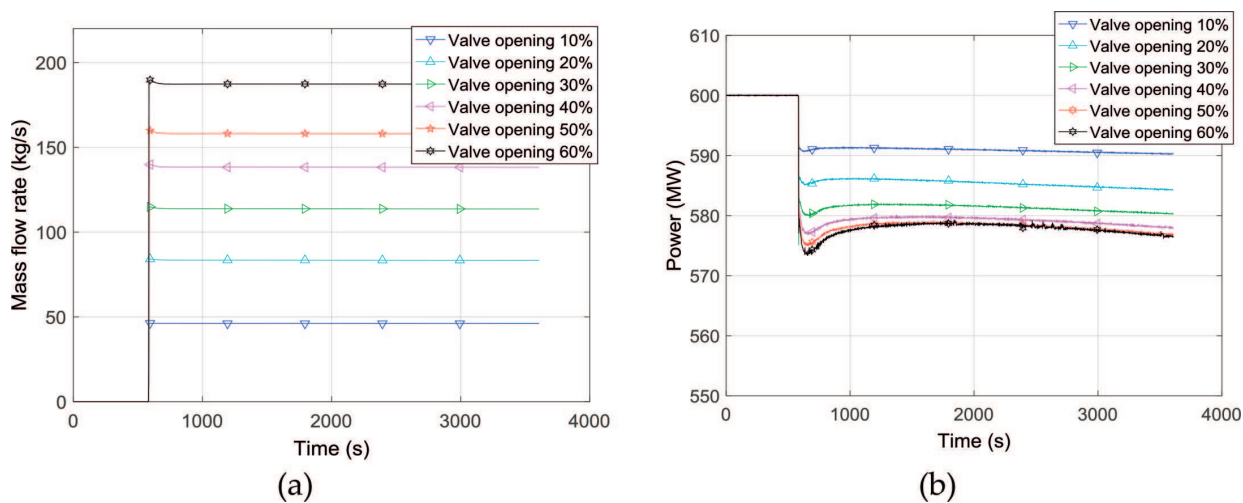 200
150
100
50
0
Mass flow rate (kg/s)
0
1000
2000
3000
4000
Time (s)
Valve opening 10%
Valve opening 20%
Valve opening 30%
Valve opening 40%
Valve opening 50%
Valve opening 60%
(a)
610
600
590
580
570
560
550
Power (MW)
0
1000
2000
3000
4000
Time (s)
Valve opening 10%
Valve opening 20%
Valve opening 30%
Valve opening 40%
Valve opening 50%
Valve opening 60%
(b)